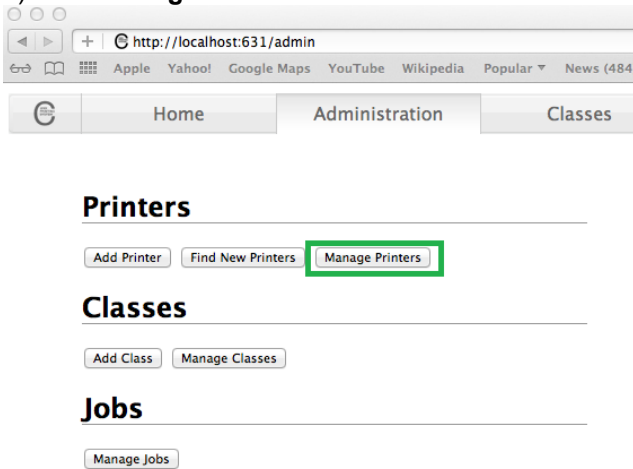 http://localhost:631/admin
Apple Yahoo! Google Maps YouTube Wikipedia Popular ▾ News (484
Home Administration Classes
Printers
Add Printer Find New Printers Manage Printers
Classes
Add Class Manage Classes
Jobs
Manage Jobs